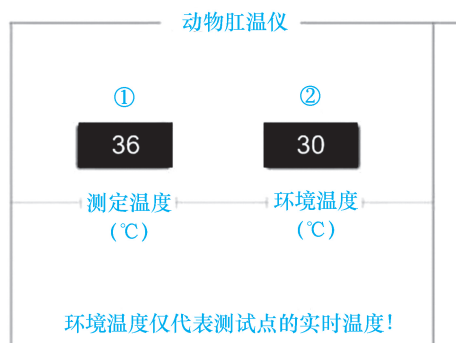 动物肛温仪
① ②
36 30
测定温度 环境温度
(℃) (℃)
环境温度仅代表测试点的实时温度！